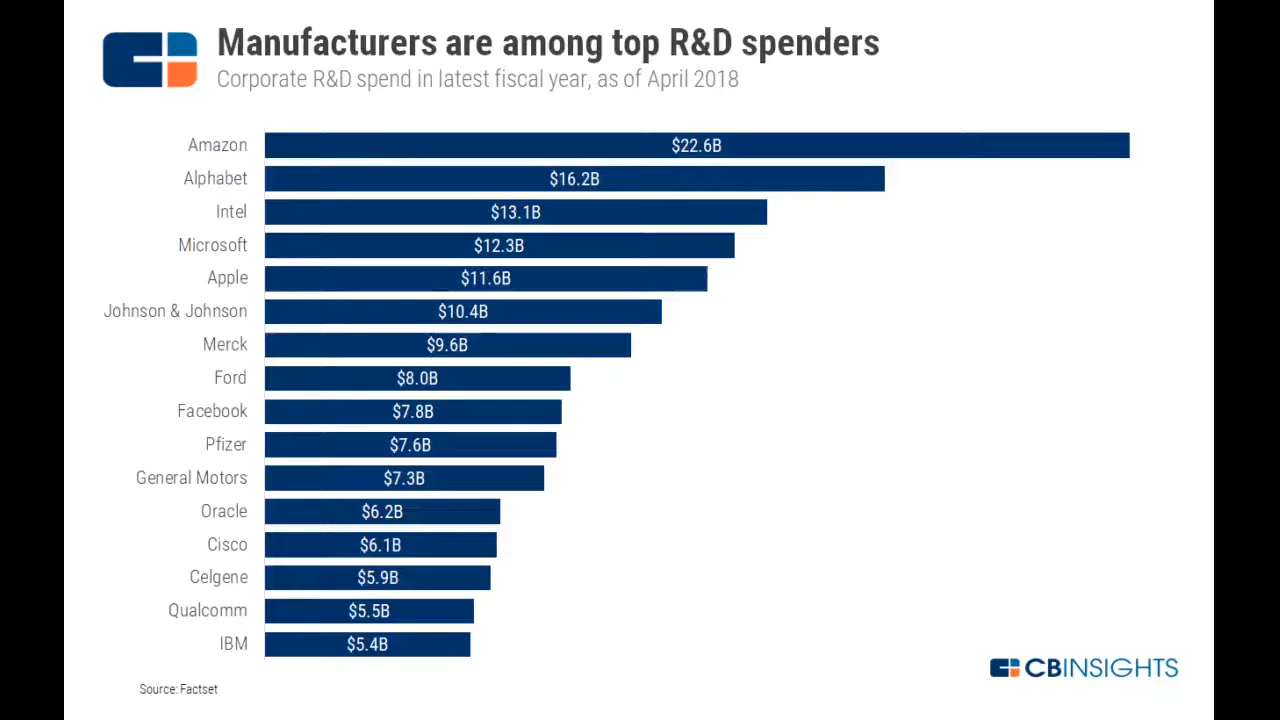 Manufacturers are among top R&D spenders
Corporate R&D spend in latest fiscal year, as of April 2018
Amazon $22.6B
Alphabet $16.2B
Intel $13.1B
Microsoft $12.3B
Apple $11.6B
Johnson & Johnson $10.4B
Merck $9.6B
Ford $8.0B
Facebook $7.8B
Pfizer $7.6B
General Motors $7.3B
Oracle $6.2B
Cisco $6.1B
Celgene $5.9B
Qualcomm $5.5B
IBM $5.4B
CBINSIGHTS
Source: Factset